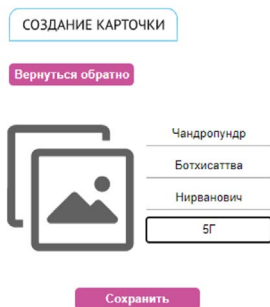 СОЗДАНИЕ КАРТОЧКИ
Вернуться обратно
Чандропундр
Ботхисаттва
Нирванович
5Г
Сохранить